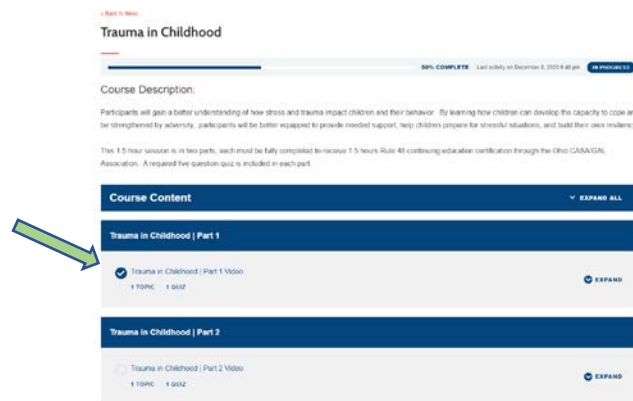 « Back to News
Trauma in Childhood
50% COMPLETE Last activity on December 3, 2020 6:40 pm IN PROGRESS
Course Description:
Participants will gain a better understanding of how stress and trauma impact children and their behavior. By learning how children can develop the capacity to cope an
be strengthened by adversity, participants will be better equipped to provide needed support, help children prepare for stressful situations, and build their own resilienc
This 1.5 hour session is in two parts, each must be fully completed to receive 1.5 hours Rule 48 continuing education certification through the Ohio CASA/GAL
Association. A required five question quiz is included in each part.
Course Content EXPAND ALL
Trauma in Childhood | Part 1
Trauma in Childhood | Part 1 Video
1 TOPIC 1 QUIZ
EXPAND
Trauma in Childhood | Part 2
Trauma in Childhood | Part 2 Video
1 TOPIC 1 QUIZ
EXPAND